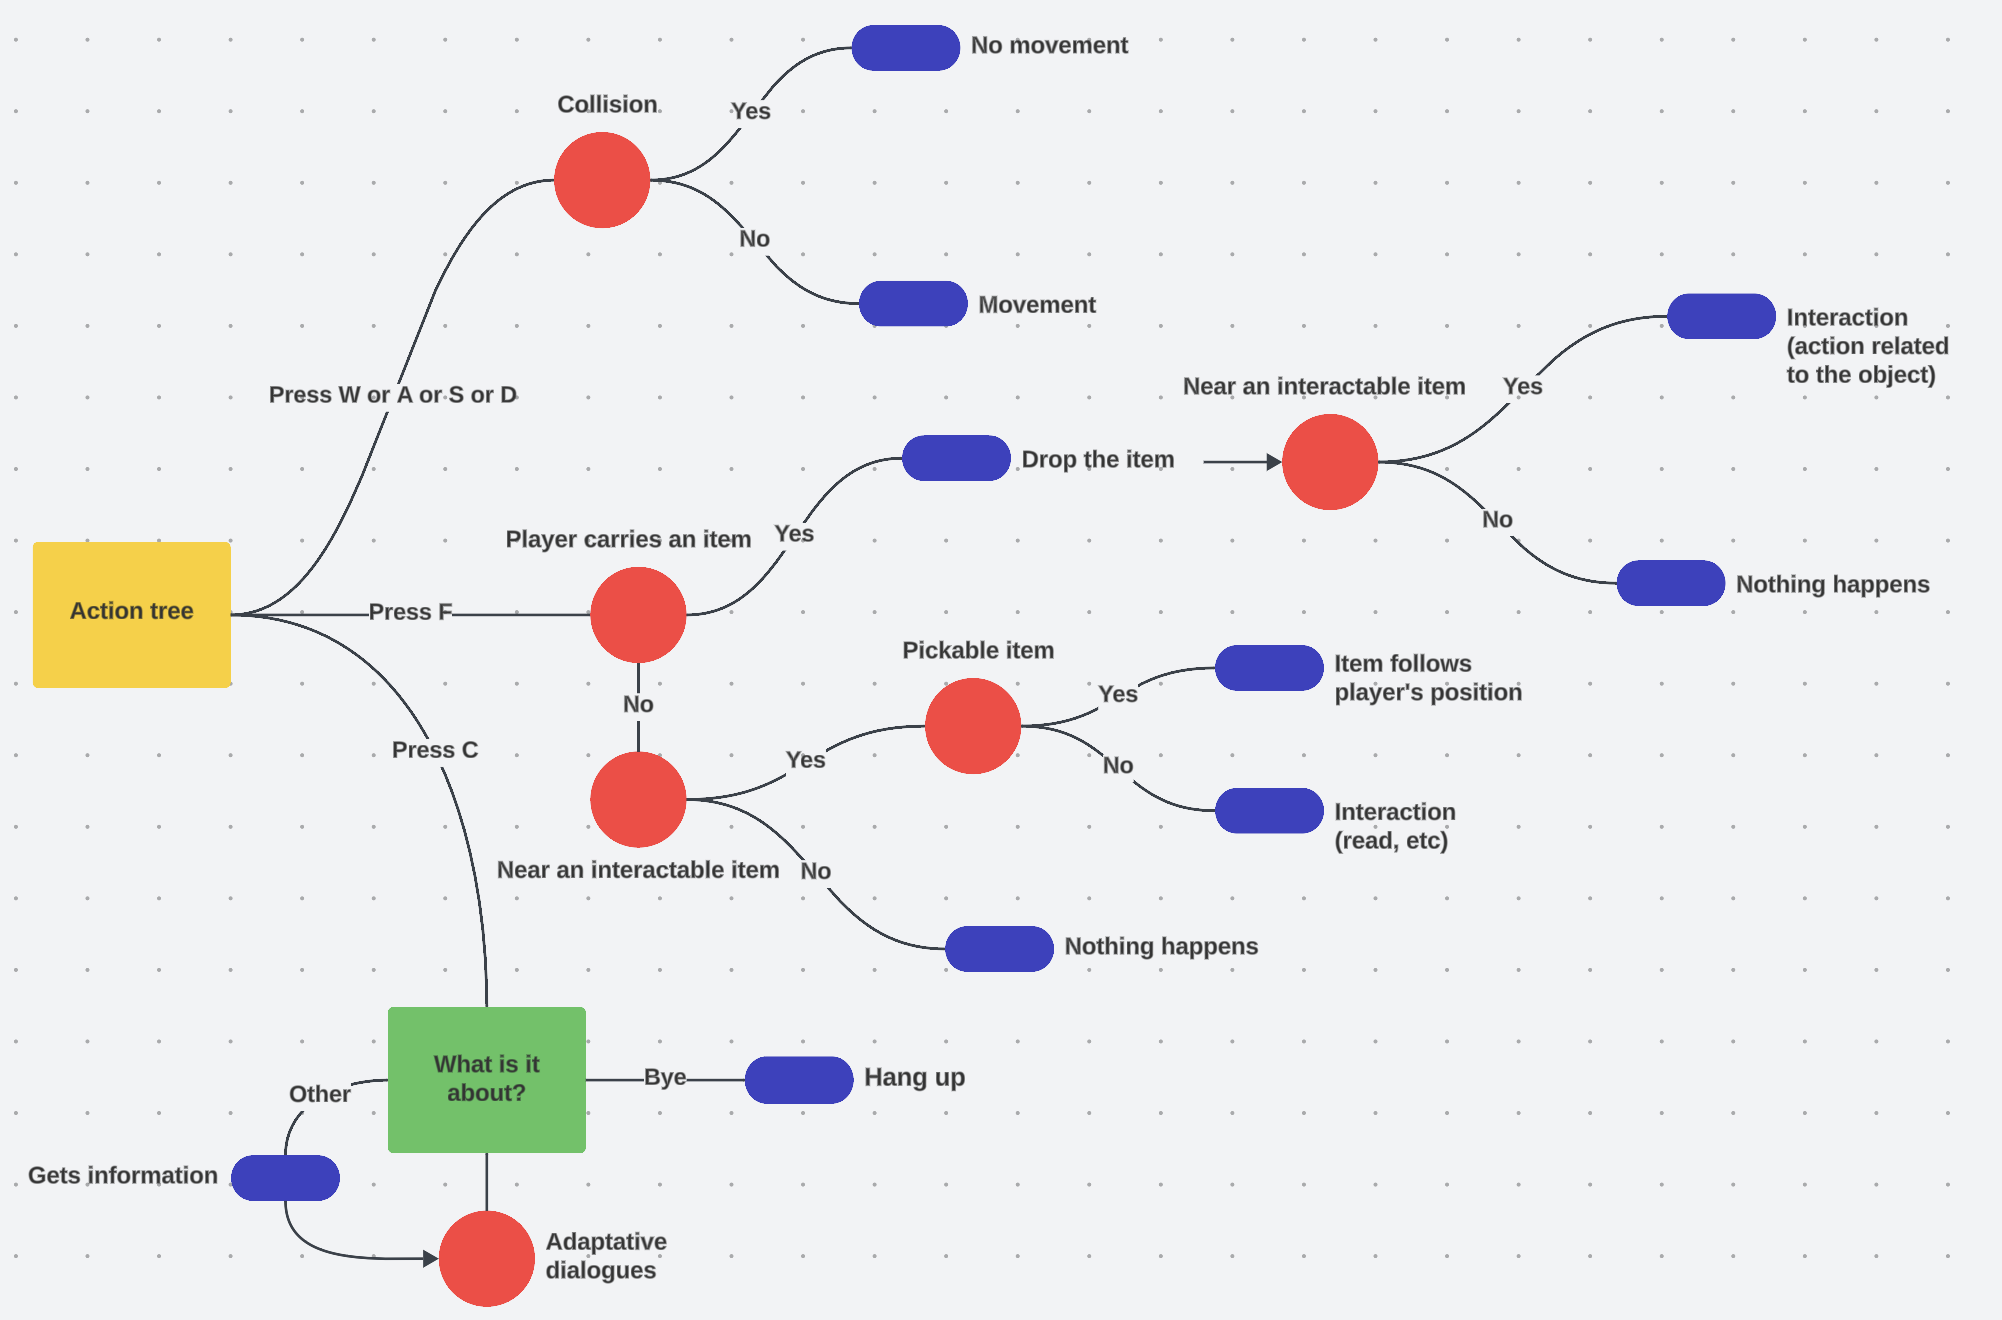 No movement
Collision
Yes
No
Movement
Press W or A or S or D
Interaction
(action related
to the object)
Near an interactable item
Yes
Drop the item
No
Nothing happens
Player carries an item
Yes
Action tree
Press F
No
Pickable item
Yes
Item follows
player's position
Yes
No
Interaction
(read, etc)
Near an interactable item
No
Nothing happens
Press C
What is it
about?
Other
Bye
Hang up
Gets information
Adaptative
dialogues